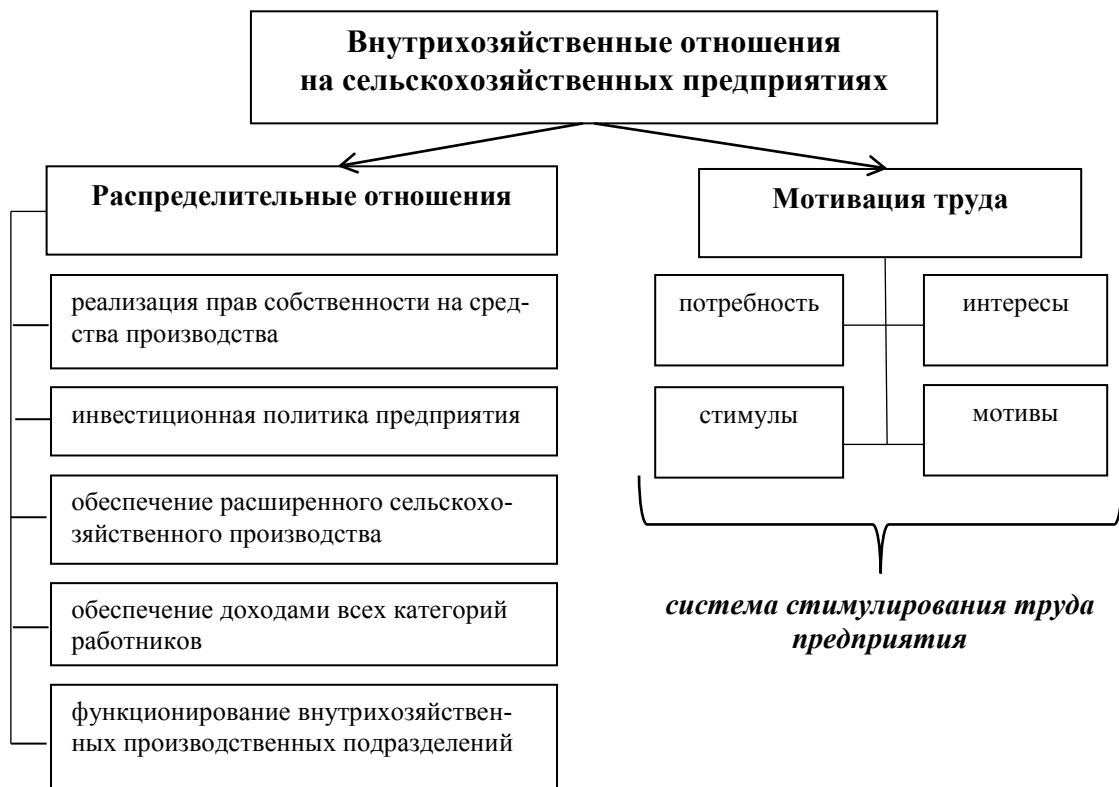 Внутрихозяйственные отношения
на сельскохозяйственных предприятиях
Распределительные отношения
реализация прав собственности на сред-
ства производства
инвестиционная политика предприятия
обеспечение расширенного сельскохо-
зяйственного производства
обеспечение доходами всех категорий
работников
функционирование внутрихозяйствен-
ных производственных подразделений
Мотивация труда
потребность
интересы
стимулы
мотивы
система стимулирования труда
предприятия